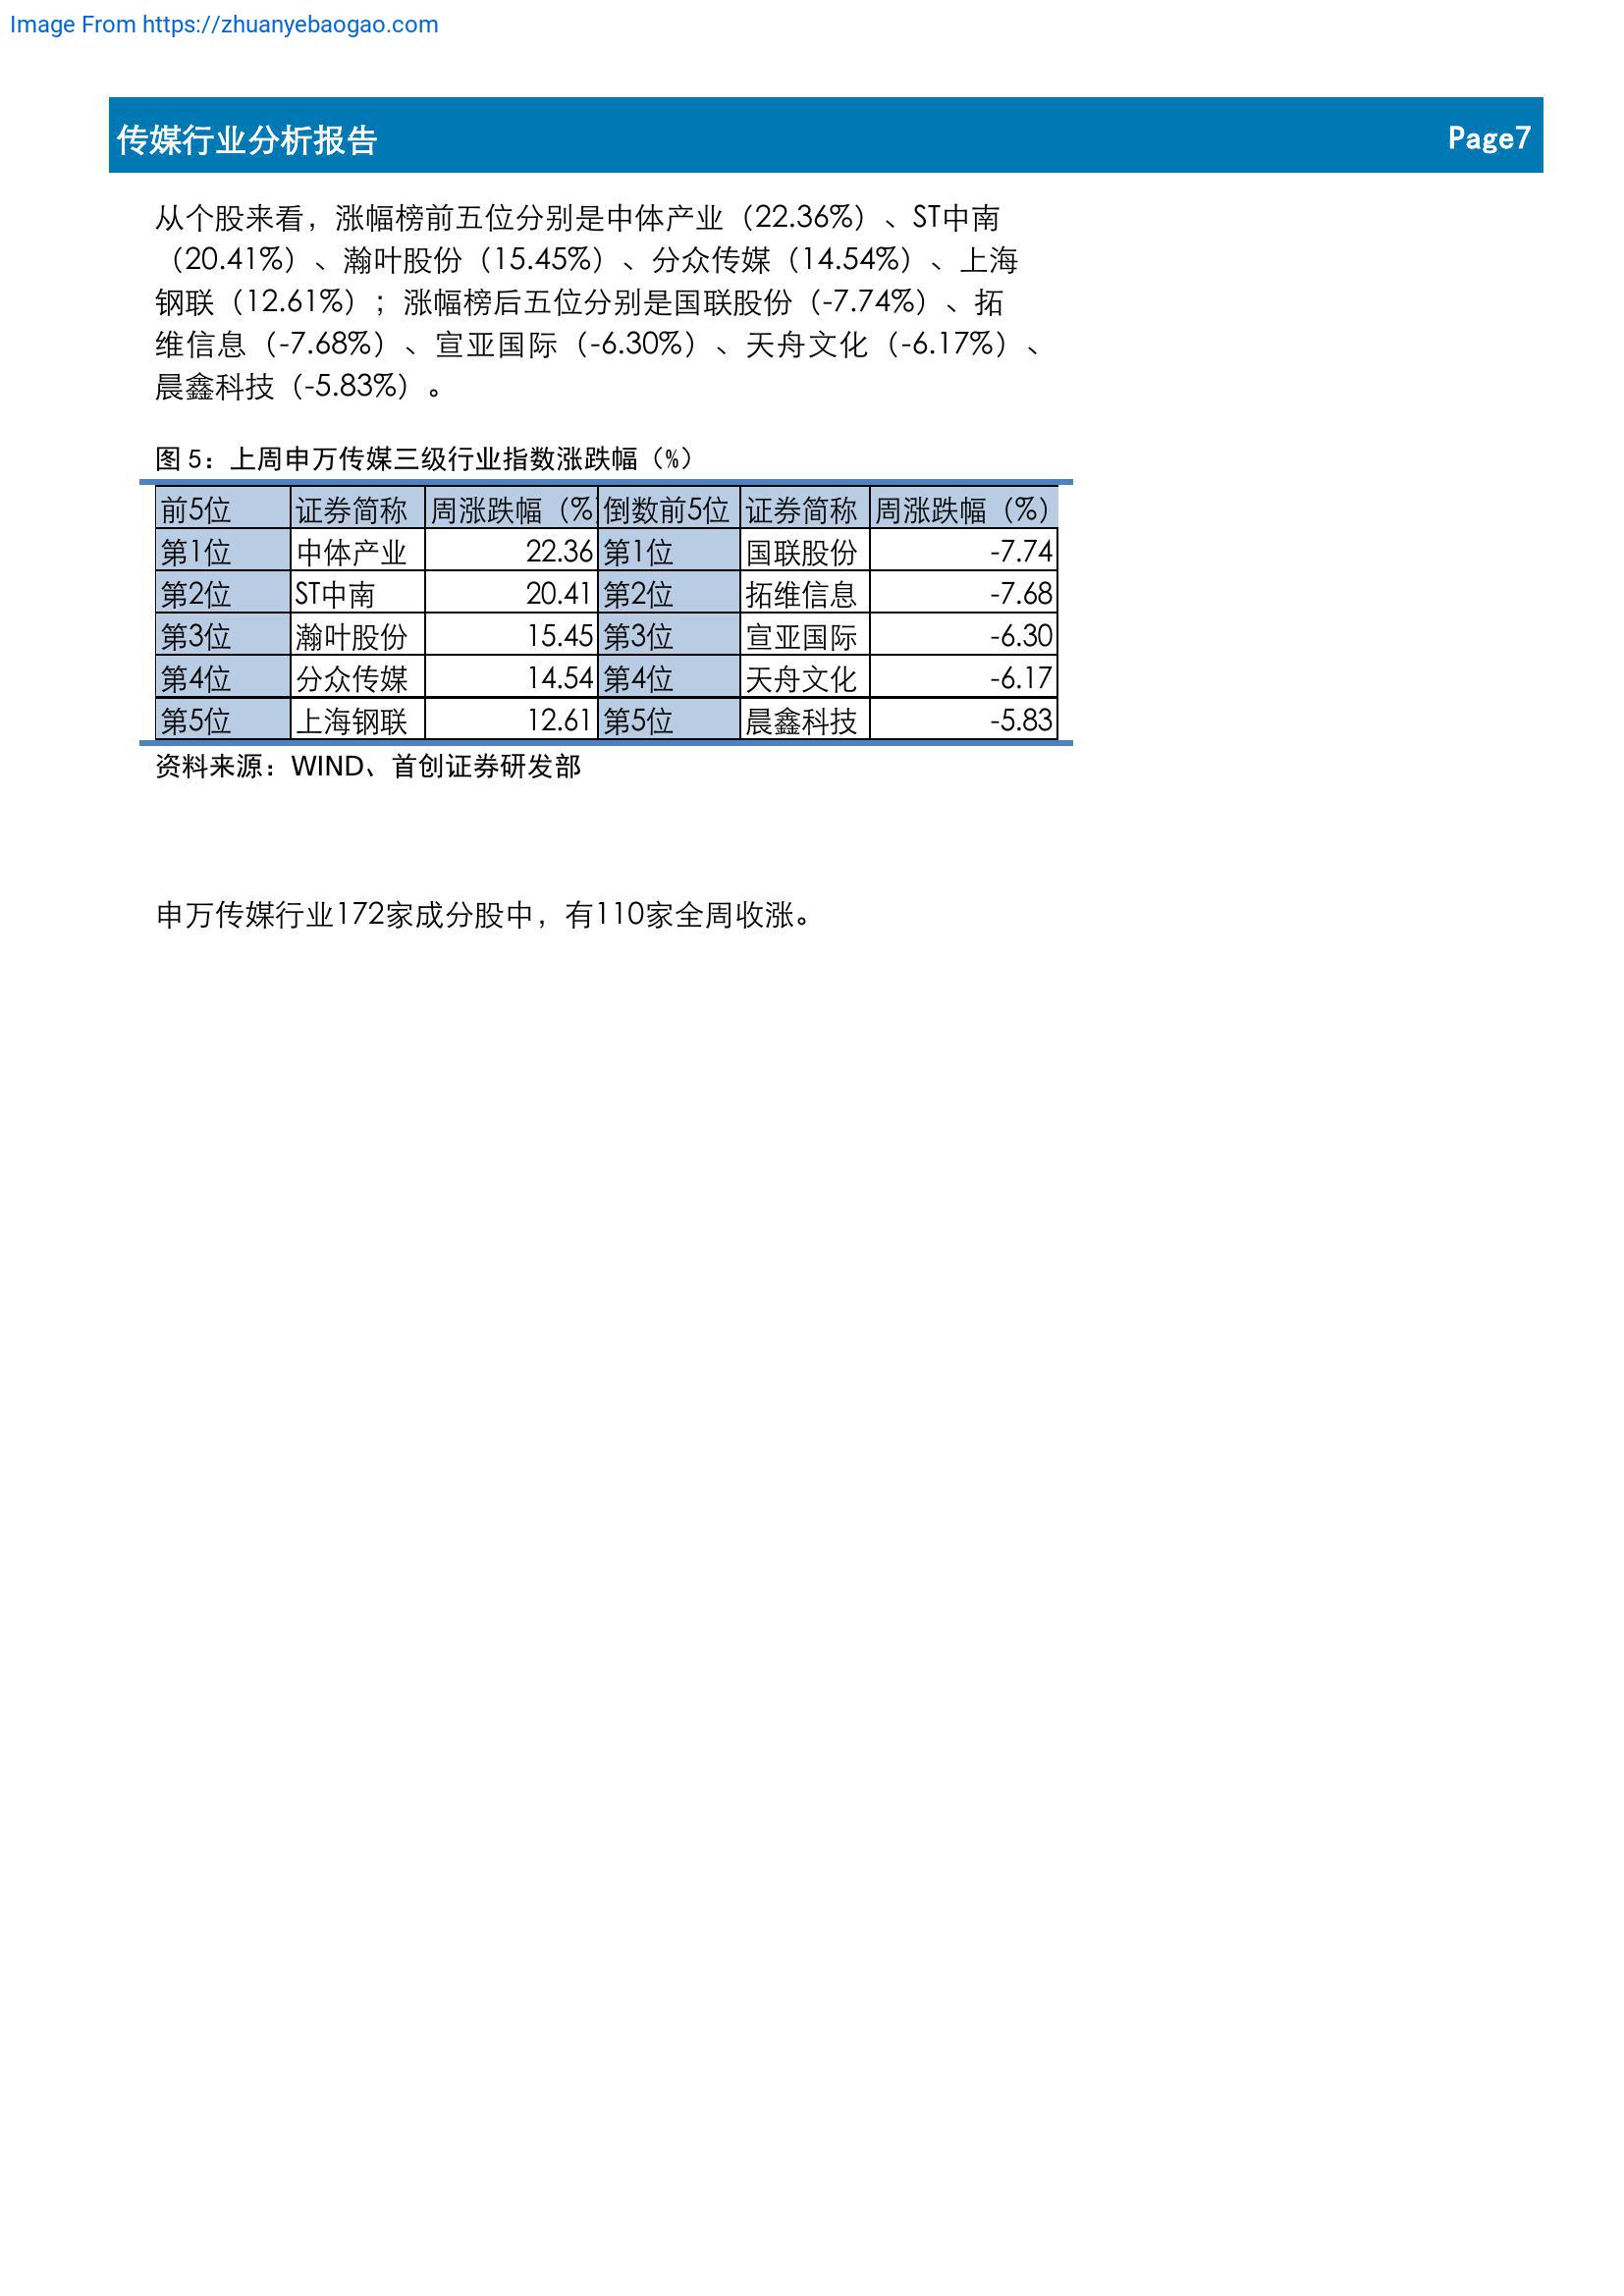 Image From https://zhuanyebaogao.com
传媒行业分析报告 Page7
从个股来看，涨幅榜前五位分别是中体产业（22.36%）、ST中南
（20.41%）、瀚叶股份（15.45%）、分众传媒（14.54%）、上海
钢联（12.61%）；涨幅榜后五位分别是国联股份（-7.74%）、拓
维信息（-7.68%）、宣亚国际（-6.30%）、天舟文化（-6.17%）、
晨鑫科技（-5.83%）。
图 5：上周申万传媒三级行业指数涨跌幅（%）
前5位 证券简称 周涨跌幅（%） 倒数前5位 证券简称 周涨跌幅（%）
第1位 中体产业 22.36 第1位 国联股份 -7.74
第2位 ST中南 20.41 第2位 拓维信息 -7.68
第3位 瀚叶股份 15.45 第3位 宣亚国际 -6.30
第4位 分众传媒 14.54 第4位 天舟文化 -6.17
第5位 上海钢联 12.61 第5位 晨鑫科技 -5.83
资料来源：WIND、首创证券研发部
申万传媒行业172家成分股中，有110家全周收涨。